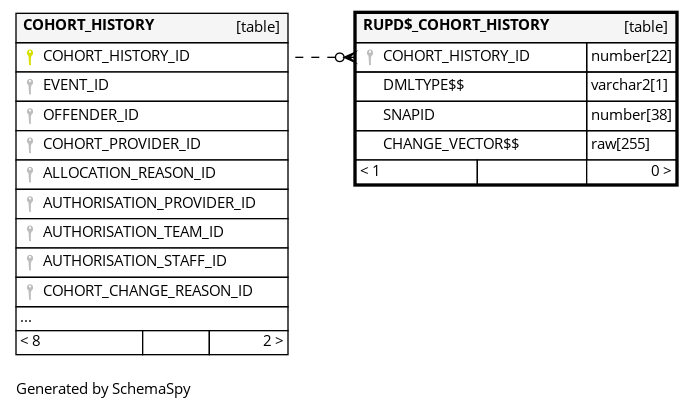 COHORT_HISTORY [table]
COHORT_HISTORY_ID
EVENT_ID
OFFENDER_ID
COHORT_PROVIDER_ID
ALLOCATION_REASON_ID
AUTHORISATION_PROVIDER_ID
AUTHORISATION_TEAM_ID
AUTHORISATION_STAFF_ID
COHORT_CHANGE_REASON_ID
...
< 8 2 >
RUPD$_COHORT_HISTORY [table]
COHORT_HISTORY_ID number[22]
DMLTYPE$$ varchar2[1]
SNAPID number[38]
CHANGE_VECTOR$$ raw[255]
< 1 0 >
Generated by SchemaSpy